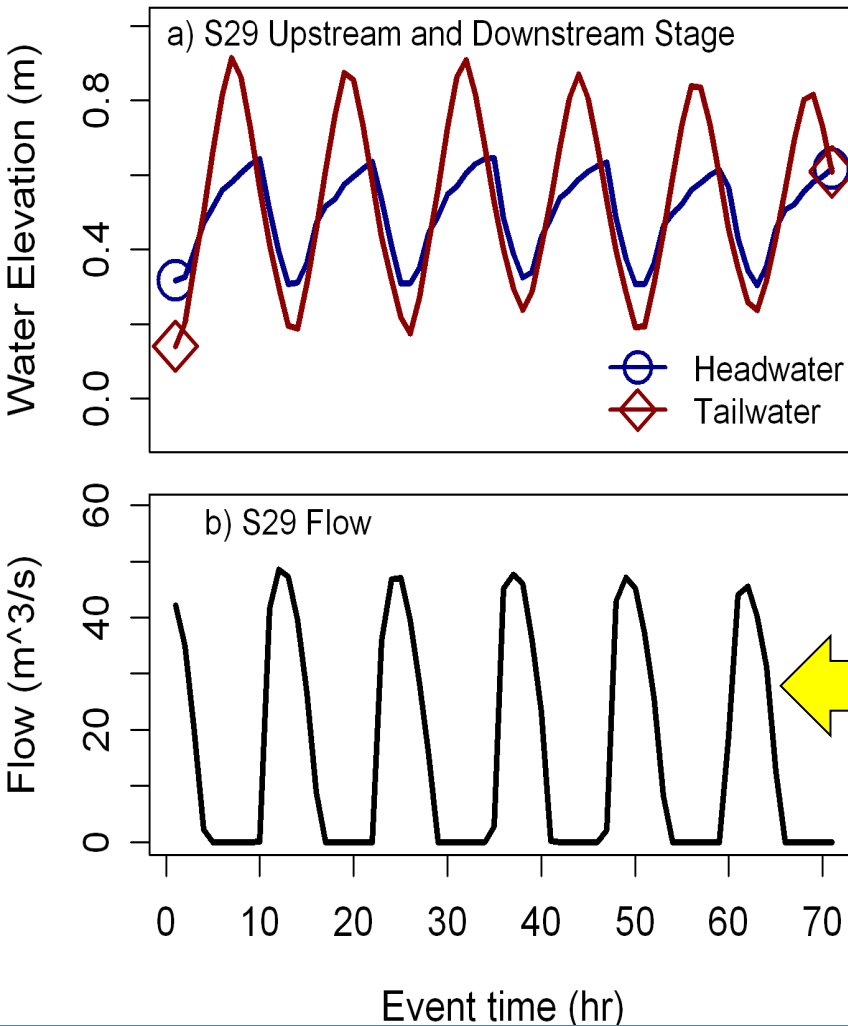 a) S29 Upstream and Downstream Stage
Water Elevation (m)
0.8
0.4
0.0
Headwater
Tailwater
b) S29 Flow
Flow (m^3/s)
60
40
20
0
0 10 20 30 40 50 60 70
Event time (hr)